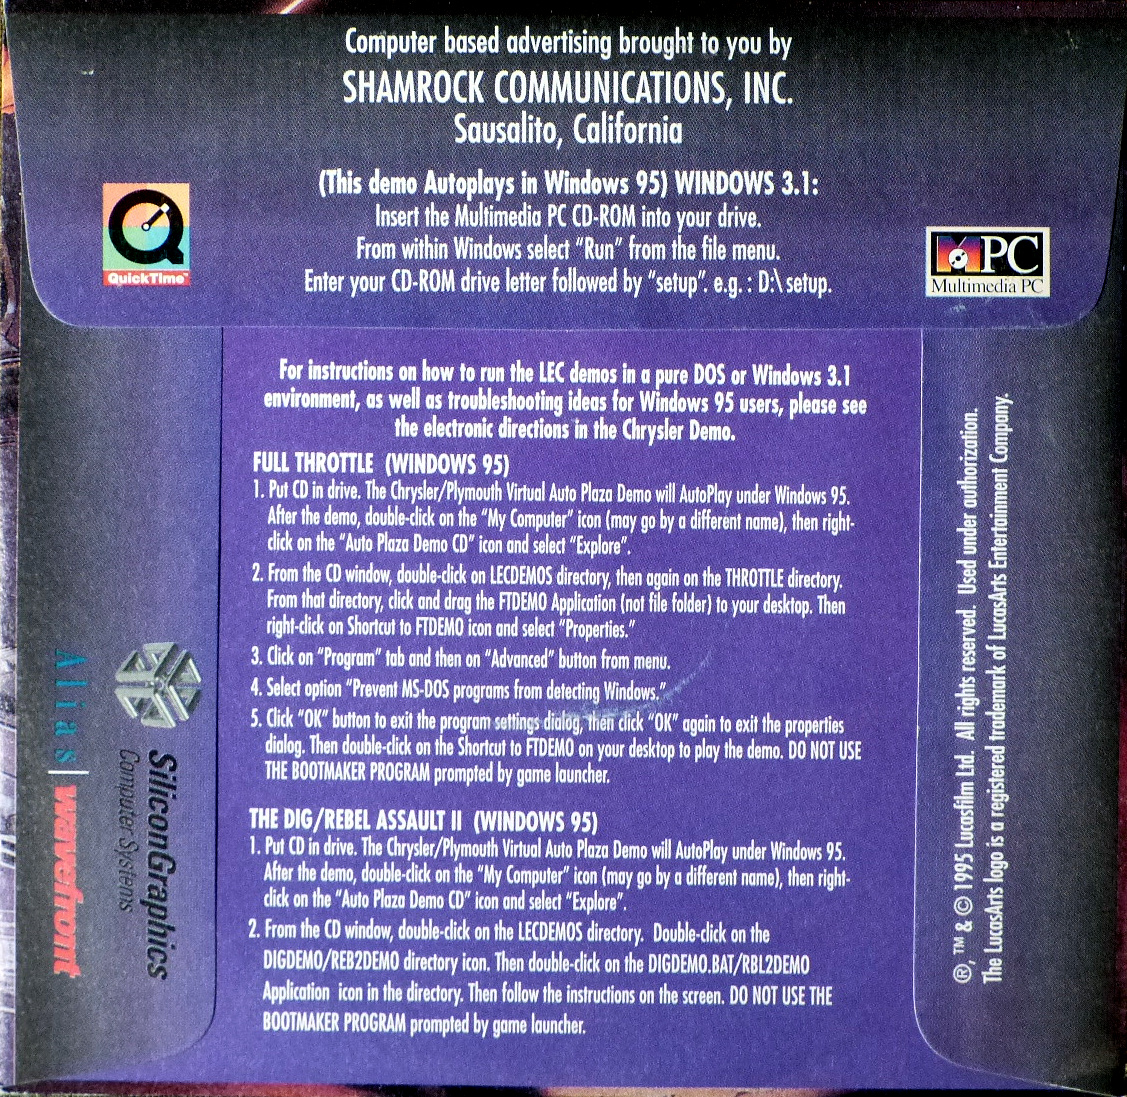 Computer based advertising brought to you by
SHAMROCK COMMUNICATIONS, INC.
Sausalito, California
(This demo Autoplays in Windows 95) WINDOWS 3.1:
Insert the Multimedia PC CD-ROM into your drive.
From within Windows select “Run” from the file menu.
Enter your CD-ROM drive letter followed by “setup”. e.g. : D:\ setup.
QuickTime™
MPC
Multimedia PC
For instructions on how to run the LEC demos in a pure DOS or Windows 3.1
environment, as well as troubleshooting ideas for Windows 95 users, please see
the electronic directions in the Chrysler Demo.
FULL THROTTLE (WINDOWS 95)
1. Put CD in drive. The Chrysler/Plymouth Virtual Auto Plaza Demo will AutoPlay under Windows 95.
After the demo, double-click on the “My Computer” icon (may go by a different name), then right-
click on the “Auto Plaza Demo CD” icon and select “Explore”.
2. From the CD window, double-click on LECDEMOS directory, then again on the THROTTLE directory.
From that directory, click and drag the FTDEMO Application (not file folder) to your desktop. Then
right-click on Shortcut to FTDEMO icon and select “Properties.”
3. Click on “Program” tab and then on “Advanced” button from menu.
4. Select option “Prevent MS-DOS programs from detecting Windows.”
5. Click “OK” button to exit the program settings dialog, then click “OK” again to exit the properties
dialog. Then double-click on the Shortcut to FTDEMO on your desktop to play the demo. DO NOT USE
THE BOOTMAKER PROGRAM prompted by game launcher.
THE DIG/REBEL ASSAULT II (WINDOWS 95)
1. Put CD in drive. The Chrysler/Plymouth Virtual Auto Plaza Demo will AutoPlay under Windows 95.
After the demo, double-click on the “My Computer” icon (may go by a different name), then right-
click on the “Auto Plaza Demo CD” icon and select “Explore”.
2. From the CD window, double-click on the LECDEMOS directory. Double-click on the
DIGDEMO/REB2DEMO directory icon. Then double-click on the DIGDEMO.BAT/RBL2DEMO
Application icon in the directory. Then follow the instructions on the screen. DO NOT USE THE
BOOTMAKER PROGRAM prompted by game launcher.
SiliconGraphics
Computer Systems
Alias|wavefront
®, ™ & © 1995 Lucasfilm Ltd. All rights reserved. Used under authorization.
The LucasArts logo is a registered trademark of LucasArts Entertainment Company.